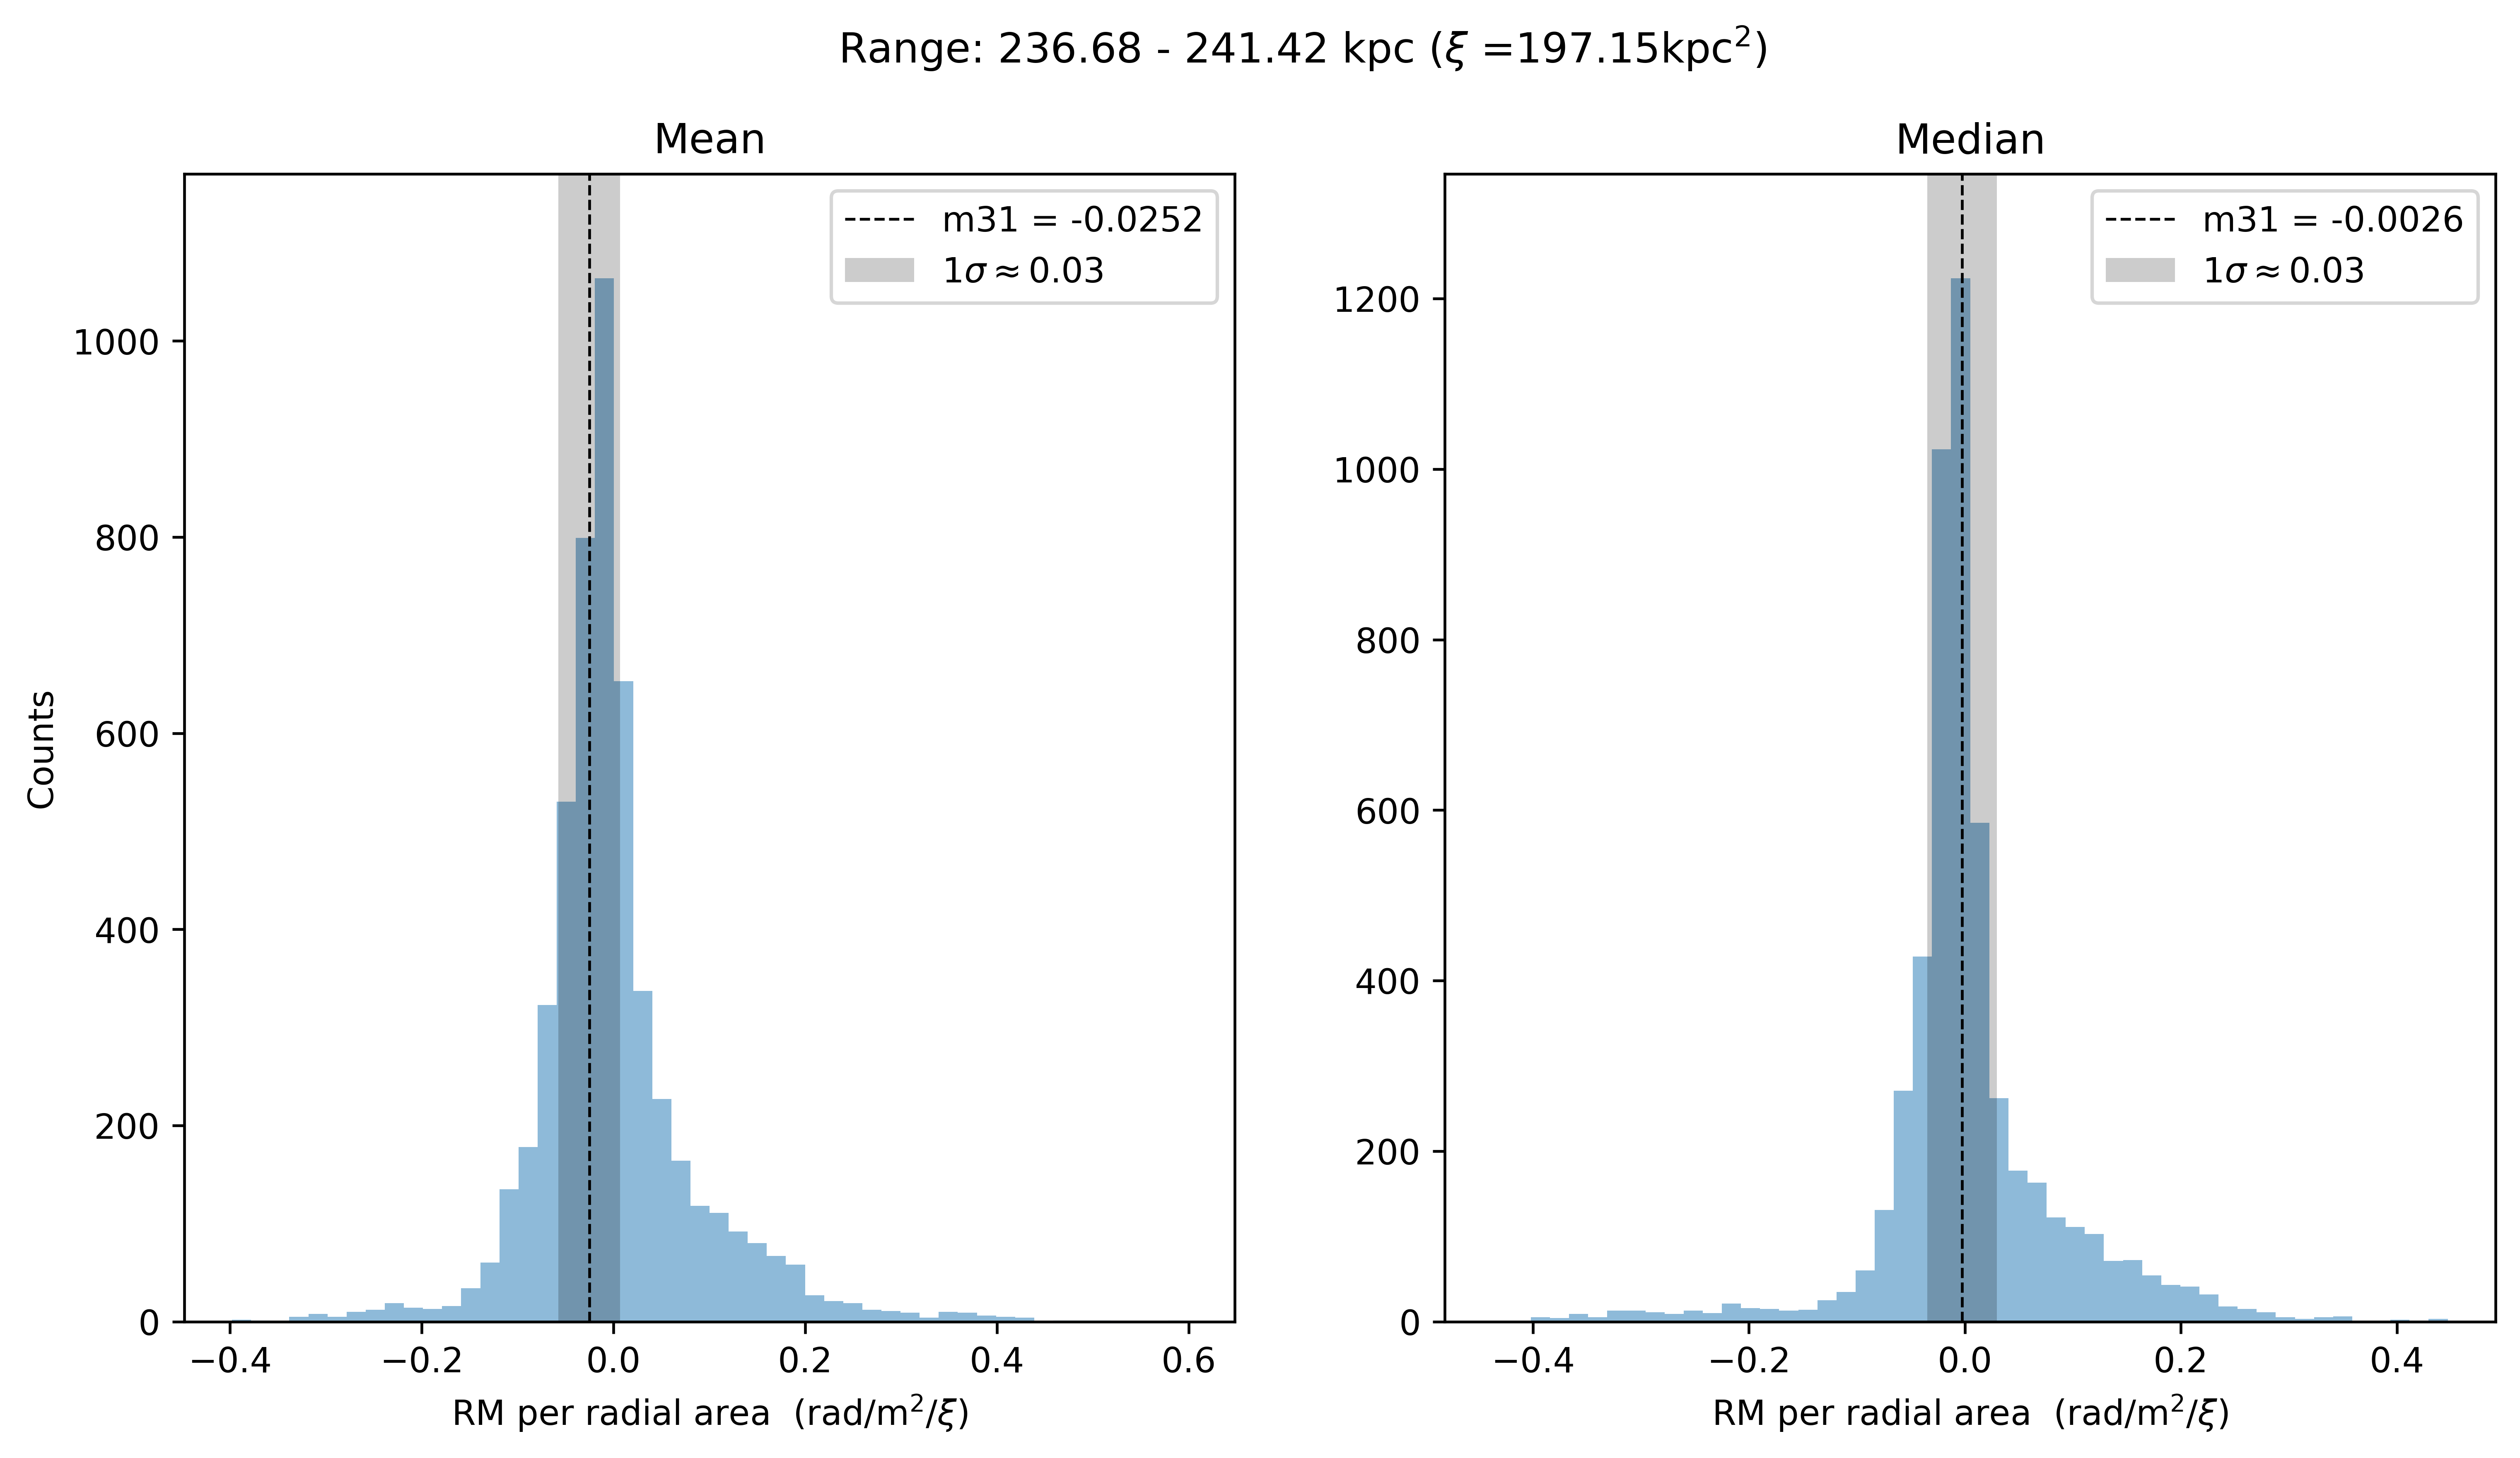 Range: 236.68 - 241.42 kpc (ξ =197.15kpc²)
Mean
m31 = -0.0252
1σ ≈ 0.03
Counts
1000
800
600
400
200
0
−0.4 −0.2 0.0 0.2 0.4 0.6
RM per radial area (rad/m²/ξ)
Median
m31 = -0.0026
1σ ≈ 0.03
1200
1000
800
600
400
200
0
−0.4 −0.2 0.0 0.2 0.4
RM per radial area (rad/m²/ξ)